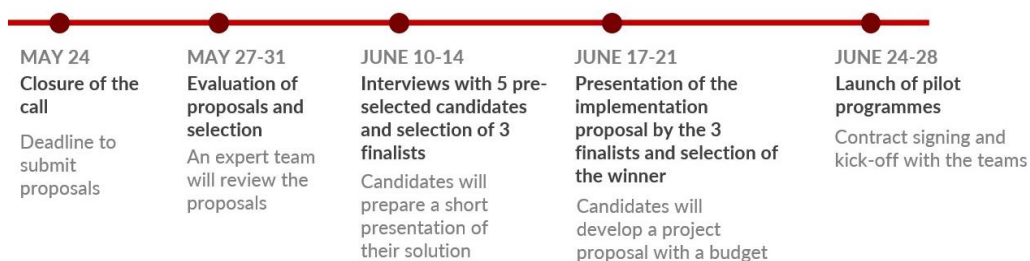 MAY 24
Closure of the
call
Deadline to
submit
proposals
MAY 27-31
Evaluation of
proposals and
selection
An expert team
will review the
proposals
JUNE 10-14
Interviews with 5 pre-
selected candidates
and selection of 3
finalists
Candidates will
prepare a short
presentation of
their solution
JUNE 17-21
Presentation of the
implementation
proposal by the 3
finalists and selection of
the winner
Candidates will
develop a project
proposal with a budget
JUNE 24-28
Launch of pilot
programmes
Contract signing and
kick-off with the teams